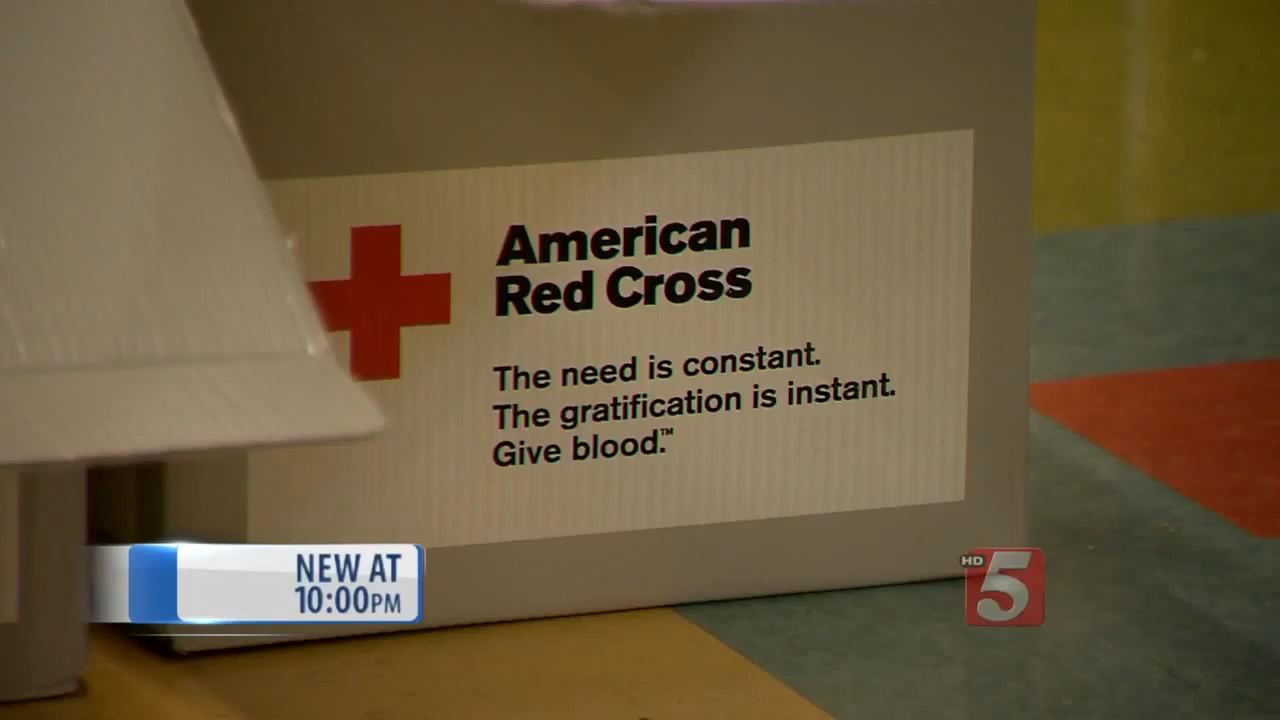 American
Red Cross
The need is constant.
The gratification is instant.
Give blood.™
NEW AT
10:00PM
HD
5